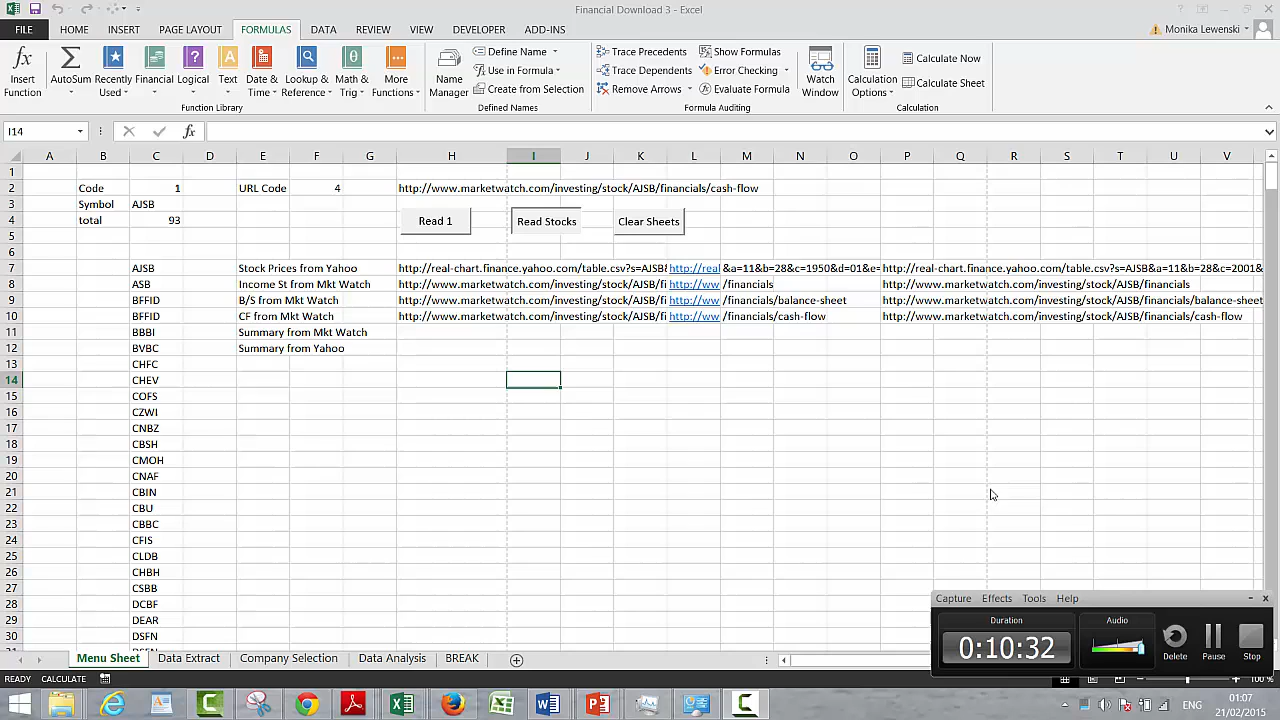 Financial Download 3 - Excel
FILE HOME INSERT PAGE LAYOUT FORMULAS DATA REVIEW VIEW DEVELOPER ADD-INS Monika Lewenski
Insert Function
AutoSum
Recently Used
Financial
Logical
Text
Date & Time
Lookup & Reference
Math & Trig
More Functions
Function Library
Name Manager
Define Name
Use in Formula
Create from Selection
Defined Names
Trace Precedents
Trace Dependents
Remove Arrows
Show Formulas
Error Checking
Evaluate Formula
Formula Auditing
Watch Window
Calculation Options
Calculate Now
Calculate Sheet
Calculation
I14 fx
A B C D E F G H I J K L M N O P Q R S T U V
1
2 Code 1 URL Code 4 http://www.marketwatch.com/investing/stock/AJSB/financials/cash-flow
3 Symbol AJSB
4 total 93 Read 1 Read Stocks Clear Sheets
5
6
7 AJSB Stock Prices from Yahoo http://real-chart.finance.yahoo.com/table.csv?s=AJSB& http://real &a=11&b=28&c=1950&d=01&e= http://real-chart.finance.yahoo.com/table.csv?s=AJSB&a=11&b=28&c=2001&
8 ASB Income St from Mkt Watch http://www.marketwatch.com/investing/stock/AJSB/fi http://ww /financials http://www.marketwatch.com/investing/stock/AJSB/financials
9 BFFID B/S from Mkt Watch http://www.marketwatch.com/investing/stock/AJSB/fi http://ww /financials/balance-sheet http://www.marketwatch.com/investing/stock/AJSB/financials/balance-sheet
10 BFFID CF from Mkt Watch http://www.marketwatch.com/investing/stock/AJSB/fi http://ww /financials/cash-flow http://www.marketwatch.com/investing/stock/AJSB/financials/cash-flow
11 BBBI Summary from Mkt Watch
12 BVBC Summary from Yahoo
13 CHFC
14 CHEV
15 COFS
16 CZWI
17 CNBZ
18 CBSH
19 CMOH
20 CNAF
21 CBIN
22 CBU
23 CBBC
24 CFIS
25 CLDB
26 CHBH
27 CSBB
28 DCBF
29 DEAR
30 DSFN
Capture Effects Tools Help
Duration
0:10:32
Audio
Delete
Pause
Stop
Menu Sheet Data Extract Company Selection Data Analysis BREAK
READY CALCULATE 100 %
ENG
01:07
21/02/2015